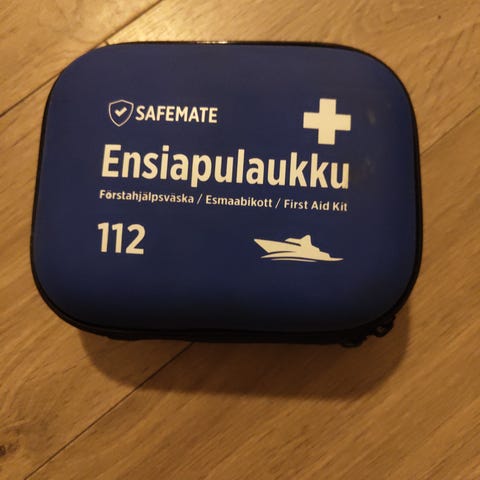 SAFEMATE
Ensiapulaukku
Förstahjälpsväska / Esmaabikott / First Aid Kit
112